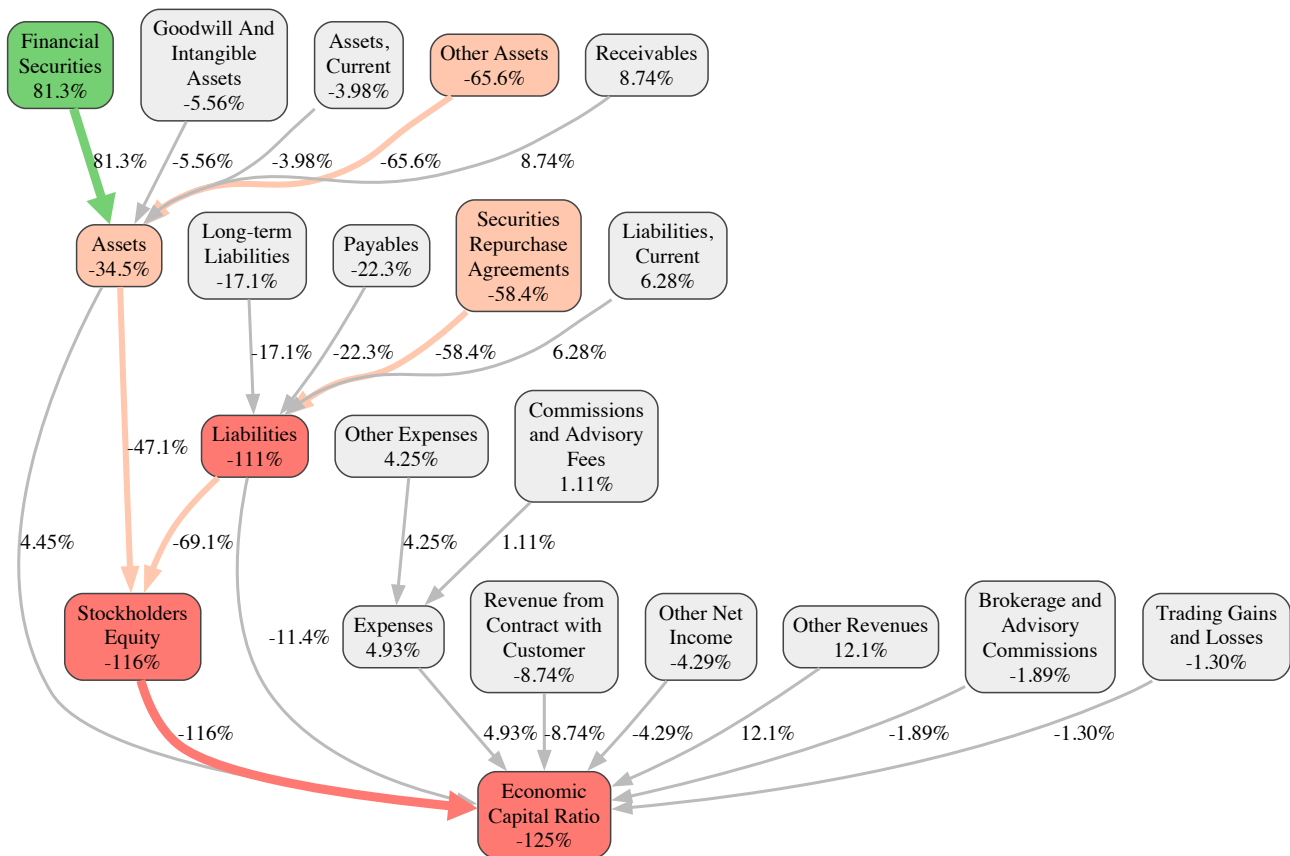 Financial
Securities
81.3%
Goodwill And
Intangible
Assets
-5.56%
Assets,
Current
-3.98%
Other Assets
-65.6%
Receivables
8.74%
81.3%
-5.56%
-3.98%
-65.6%
8.74%
Assets
-34.5%
Long-term
Liabilities
-17.1%
Payables
-22.3%
Securities
Repurchase
Agreements
-58.4%
Liabilities,
Current
6.28%
-17.1%
-22.3%
-58.4%
6.28%
-47.1%
Liabilities
-111%
Other Expenses
4.25%
Commissions
and Advisory
Fees
1.11%
4.45%
-69.1%
4.25%
1.11%
Stockholders
Equity
-116%
-11.4%
Expenses
4.93%
Revenue from
Contract with
Customer
-8.74%
Other Net
Income
-4.29%
Other Revenues
12.1%
Brokerage and
Advisory
Commissions
-1.89%
Trading Gains
and Losses
-1.30%
-116%
4.93%
-8.74%
-4.29%
12.1%
-1.89%
-1.30%
Economic
Capital Ratio
-125%